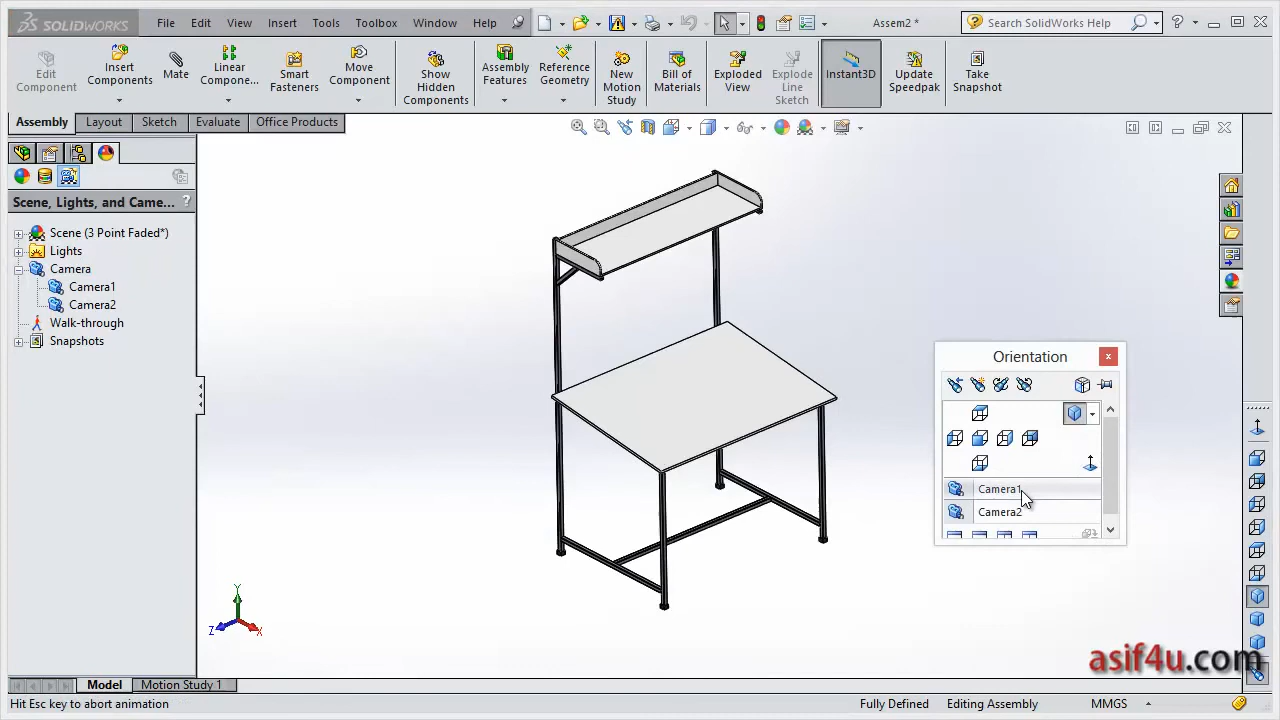 SOLIDWORKS File Edit View Insert Tools Toolbox Window Help Assem2 * Search SolidWorks Help
Edit Component
Insert Components
Mate
Linear Compone...
Smart Fasteners
Move Component
Show Hidden Components
Assembly Features
Reference Geometry
New Motion Study
Bill of Materials
Exploded View
Explode Line Sketch
Instant3D
Update Speedpak
Take Snapshot
Assembly Layout Sketch Evaluate Office Products
Scene, Lights, and Came... ?
Scene (3 Point Faded*)
Lights
Camera
Camera1
Camera2
Walk-through
Snapshots
Orientation
Camera1
Camera2
Y
Z X
asif4u.com
Model Motion Study 1
Hit Esc key to abort animation Fully Defined Editing Assembly MMGS